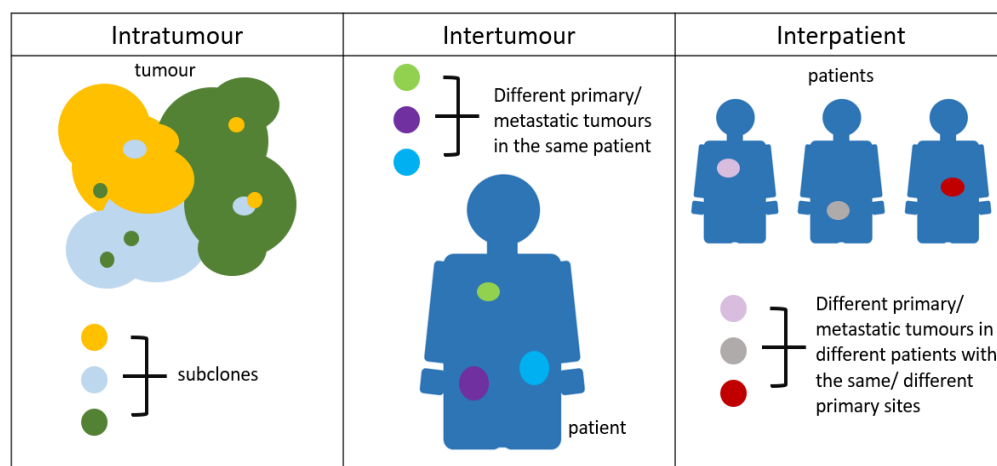 Intratumour
Intertumour
Interpatient
tumour
subclones
Different primary/
metastatic tumours
in the same patient
patient
patients
Different primary/
metastatic tumours in
different patients with
the same/ different
primary sites